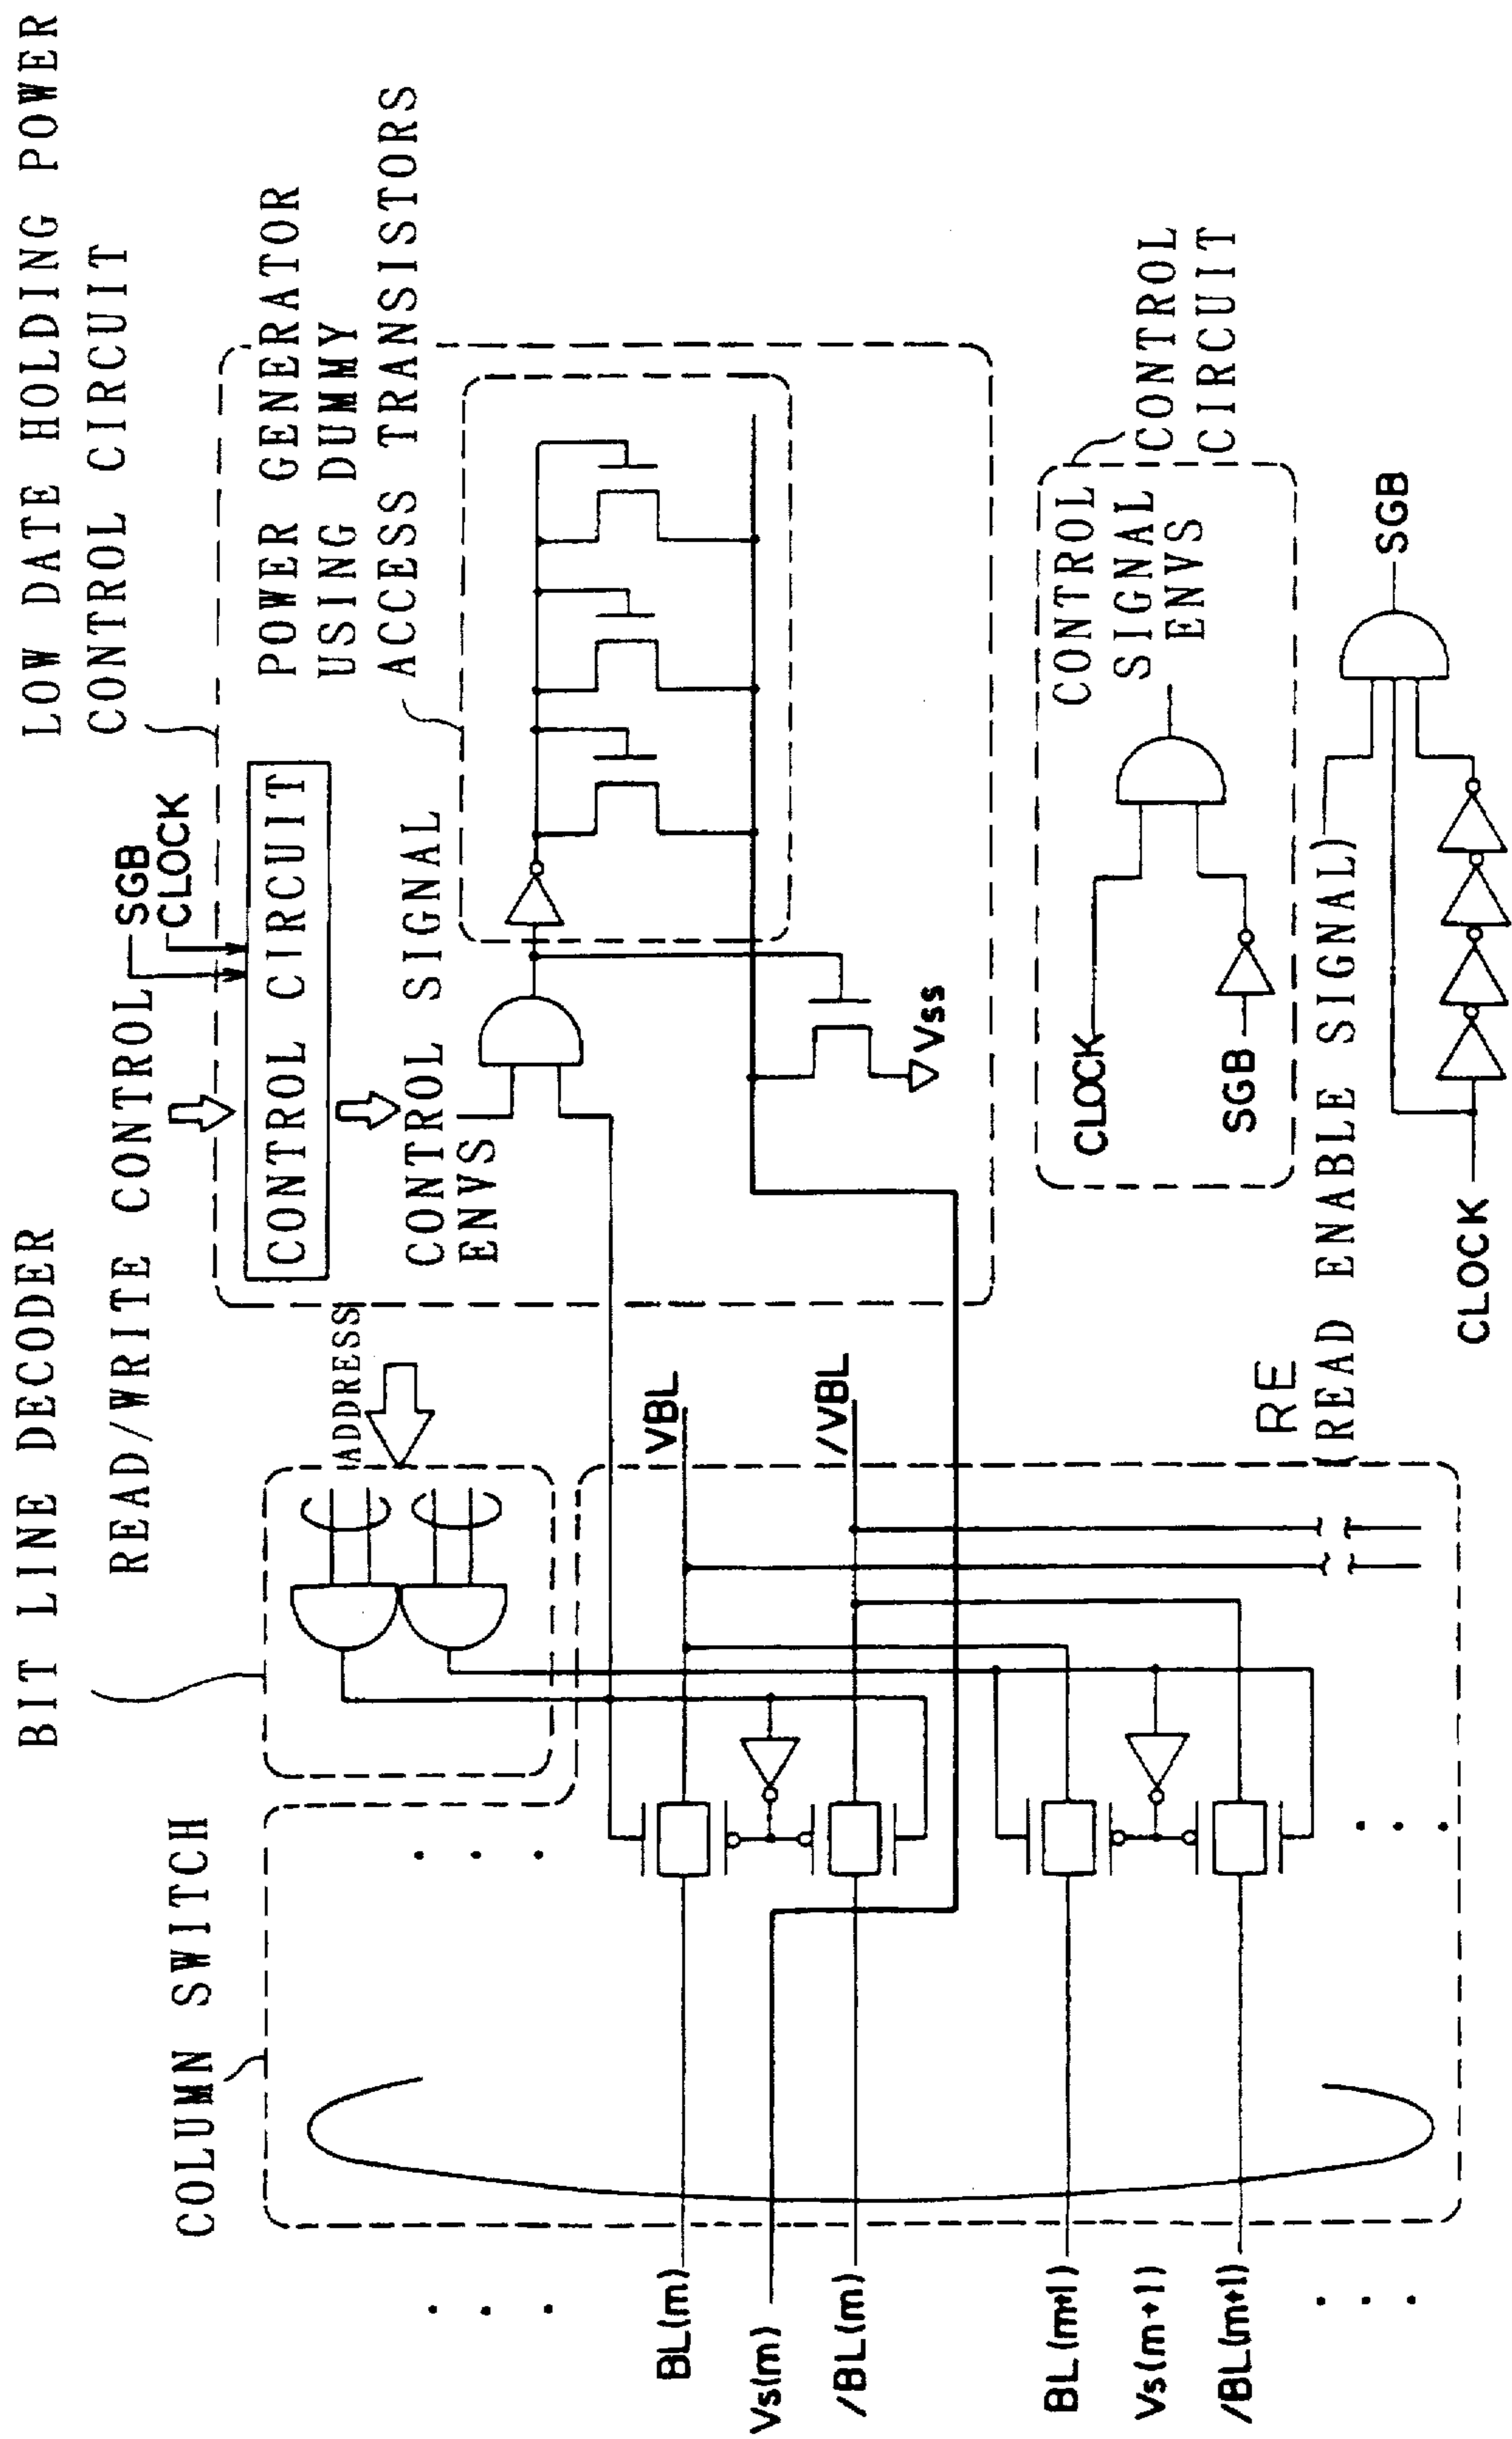 LOW DATE HOLDING POWER
CONTROL CIRCUIT
BIT LINE DECODER
READ/WRITE CONTROL
SGB
CLOCK
COLUMN SWITCH
CONTROL CIRCUIT
POWER GENERATOR
USING DUMMY
ACCESS TRANSISTORS
ADDRESS
CONTROL SIGNAL
ENVS
VBL
/VBL
Vss
BL(m)
Vs(m)
/BL(m)
BL(m+1)
Vs(m+1)
/BL(m+1)
CONTROL
CIRCUIT
CONTROL
SIGNAL
ENVS
CLOCK
SGB
RE
(READ ENABLE SIGNAL)
SGB
CLOCK